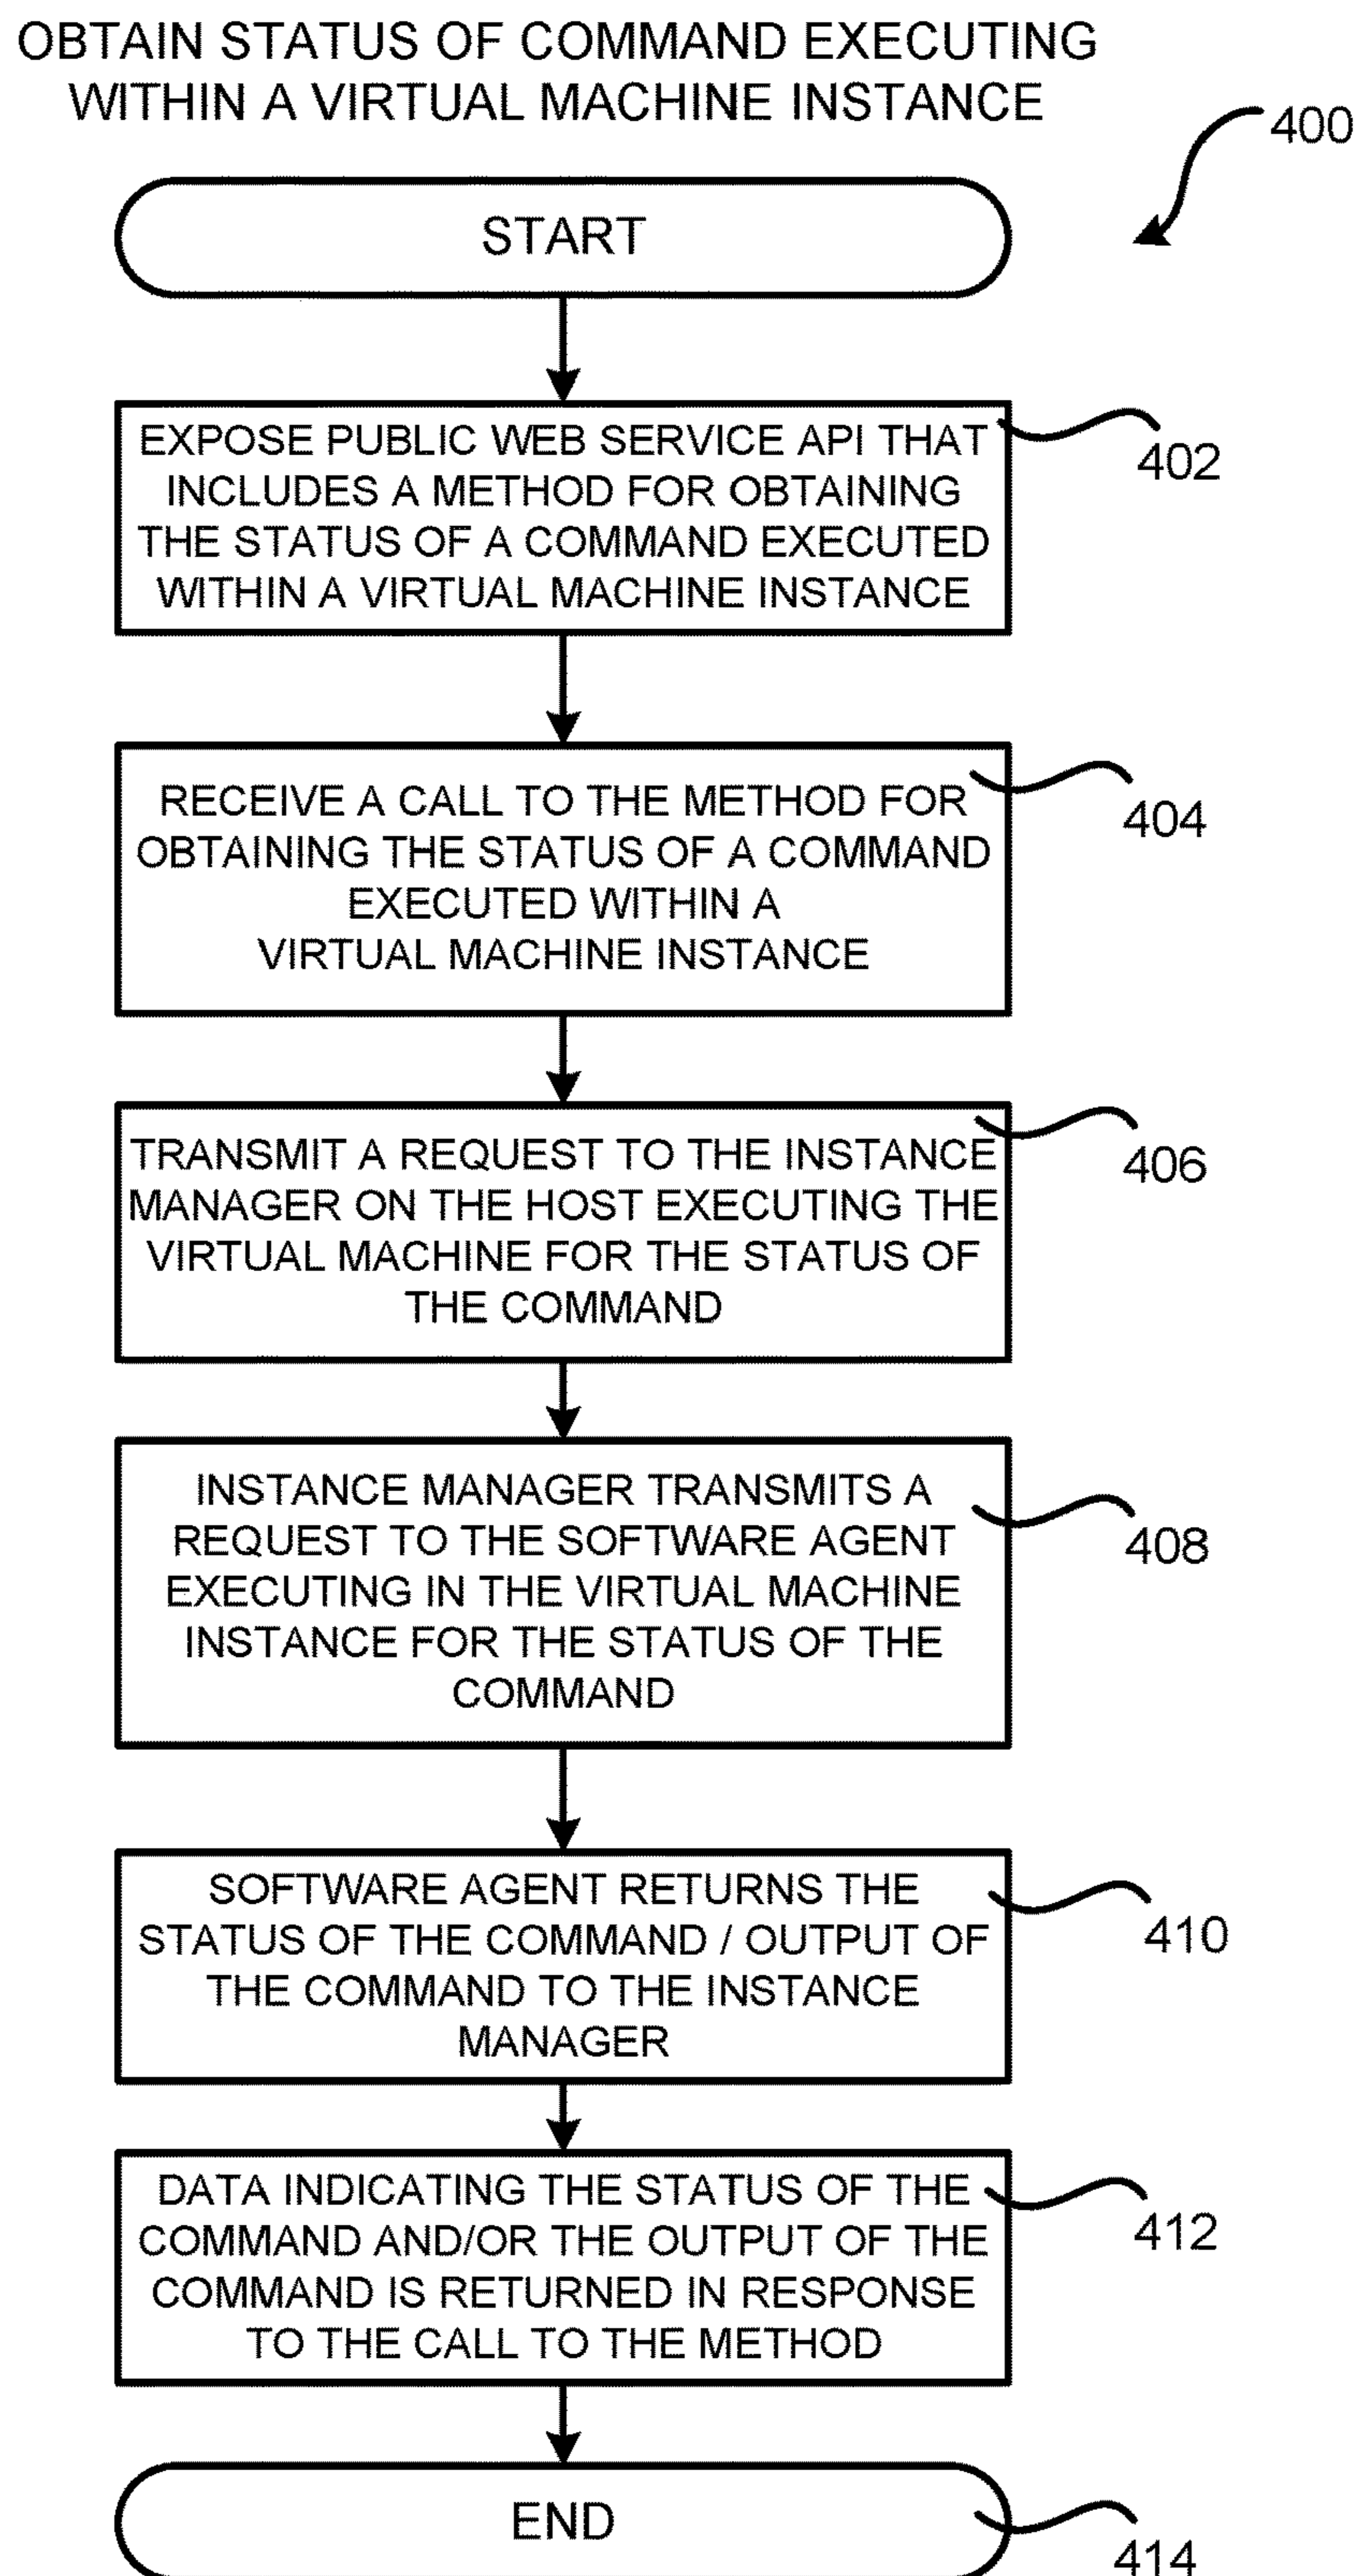 OBTAIN STATUS OF COMMAND EXECUTING
WITHIN A VIRTUAL MACHINE INSTANCE
400
START
EXPOSE PUBLIC WEB SERVICE API THAT
INCLUDES A METHOD FOR OBTAINING
THE STATUS OF A COMMAND EXECUTED
WITHIN A VIRTUAL MACHINE INSTANCE
402
RECEIVE A CALL TO THE METHOD FOR
OBTAINING THE STATUS OF A COMMAND
EXECUTED WITHIN A
VIRTUAL MACHINE INSTANCE
404
TRANSMIT A REQUEST TO THE INSTANCE
MANAGER ON THE HOST EXECUTING THE
VIRTUAL MACHINE FOR THE STATUS OF
THE COMMAND
406
INSTANCE MANAGER TRANSMITS A
REQUEST TO THE SOFTWARE AGENT
EXECUTING IN THE VIRTUAL MACHINE
INSTANCE FOR THE STATUS OF THE
COMMAND
408
SOFTWARE AGENT RETURNS THE
STATUS OF THE COMMAND / OUTPUT OF
THE COMMAND TO THE INSTANCE
MANAGER
410
DATA INDICATING THE STATUS OF THE
COMMAND AND/OR THE OUTPUT OF THE
COMMAND IS RETURNED IN RESPONSE
TO THE CALL TO THE METHOD
412
END
414